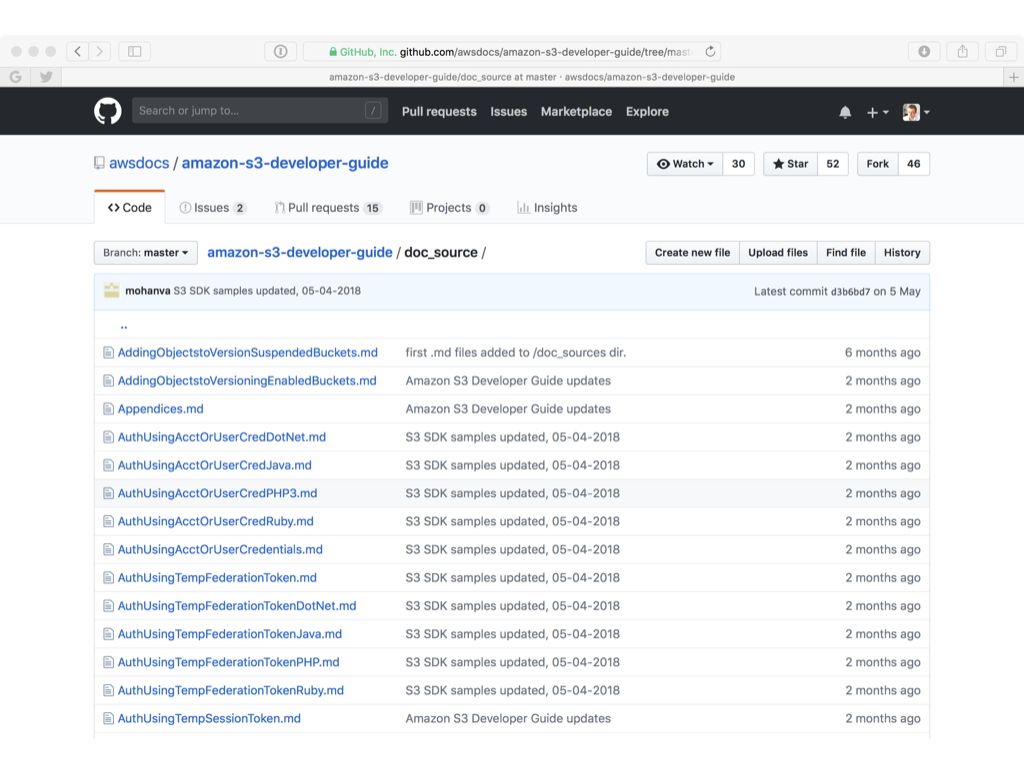 GitHub, Inc. github.com/awsdocs/amazon-s3-developer-guide/tree/mast
amazon-s3-developer-guide/doc_source at master · awsdocs/amazon-s3-developer-guide
Search or jump to... / Pull requests Issues Marketplace Explore
awsdocs / amazon-s3-developer-guide Watch 30 Star 52 Fork 46
Code Issues 2 Pull requests 15 Projects 0 Insights
Branch: master amazon-s3-developer-guide / doc_source / Create new file Upload files Find file History
mohanva S3 SDK samples updated, 05-04-2018 Latest commit d3b6bd7 on 5 May
..
AddingObjectstoVersionSuspendedBuckets.md first .md files added to /doc_sources dir. 6 months ago
AddingObjectstoVersioningEnabledBuckets.md Amazon S3 Developer Guide updates 2 months ago
Appendices.md Amazon S3 Developer Guide updates 2 months ago
AuthUsingAcctOrUserCredDotNet.md S3 SDK samples updated, 05-04-2018 2 months ago
AuthUsingAcctOrUserCredJava.md S3 SDK samples updated, 05-04-2018 2 months ago
AuthUsingAcctOrUserCredPHP3.md S3 SDK samples updated, 05-04-2018 2 months ago
AuthUsingAcctOrUserCredRuby.md S3 SDK samples updated, 05-04-2018 2 months ago
AuthUsingAcctOrUserCredentials.md S3 SDK samples updated, 05-04-2018 2 months ago
AuthUsingTempFederationToken.md S3 SDK samples updated, 05-04-2018 2 months ago
AuthUsingTempFederationTokenDotNet.md S3 SDK samples updated, 05-04-2018 2 months ago
AuthUsingTempFederationTokenJava.md S3 SDK samples updated, 05-04-2018 2 months ago
AuthUsingTempFederationTokenPHP.md S3 SDK samples updated, 05-04-2018 2 months ago
AuthUsingTempFederationTokenRuby.md S3 SDK samples updated, 05-04-2018 2 months ago
AuthUsingTempSessionToken.md Amazon S3 Developer Guide updates 2 months ago